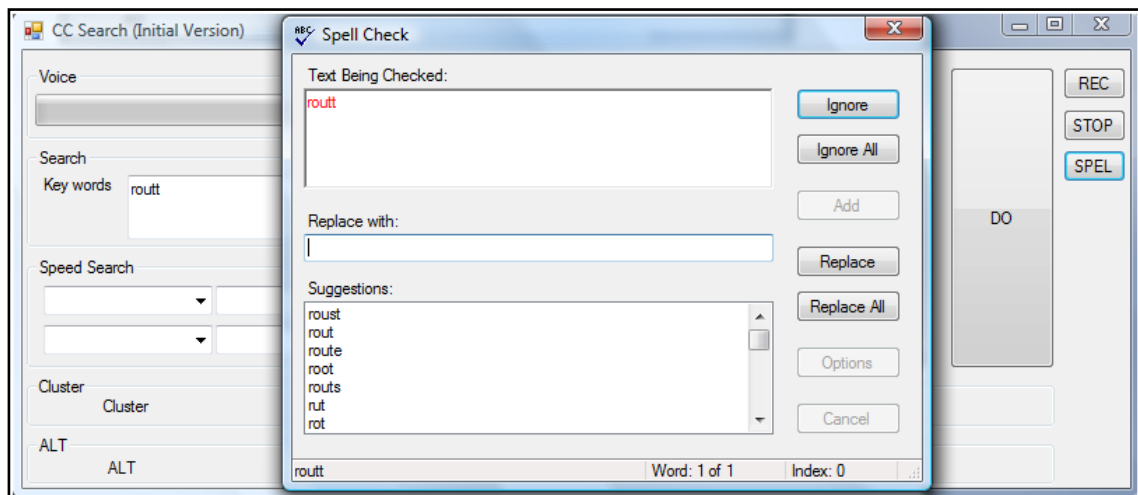 CC Search (Initial Version)
Voice
Search
Key words
routt
Speed Search
Cluster
Cluster
ALT
ALT
ABC Spell Check
Text Being Checked:
routt
Replace with:
Suggestions:
roust
rout
route
root
routs
rut
rot
routt
Word: 1 of 1
Index: 0
Ignore
Ignore All
Add
Replace
Replace All
Options
Cancel
DO
REC
STOP
SPEL